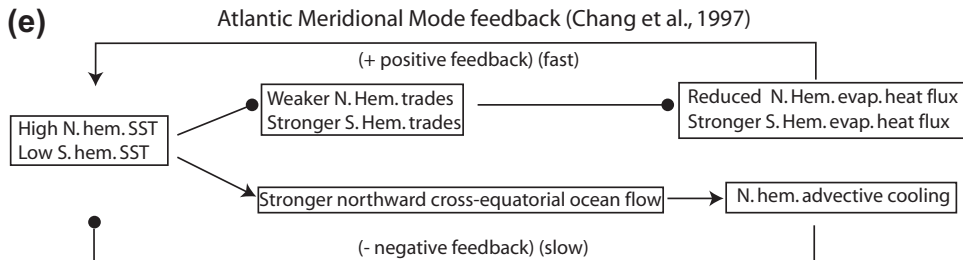 (e)
Atlantic Meridional Mode feedback (Chang et al., 1997)
(+ positive feedback) (fast)
High N. hem. SST
Low S. hem. SST
Weaker N. Hem. trades
Stronger S. Hem. trades
Reduced N. Hem. evap. heat flux
Stronger S. Hem. evap. heat flux
Stronger northward cross-equatorial ocean flow
N. hem. advective cooling
(- negative feedback) (slow)